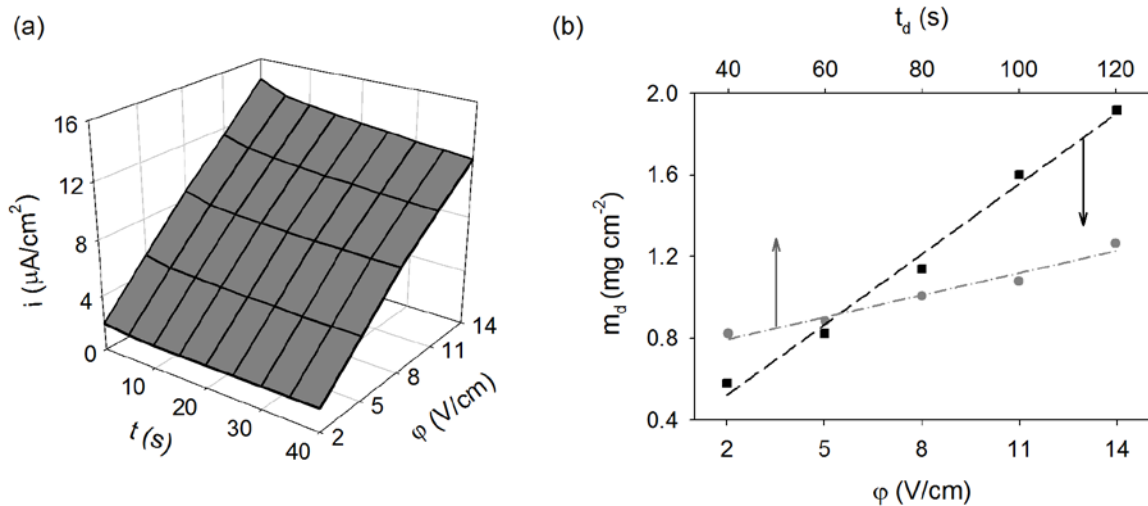 (a)
16
12
8
4
0
i (μA/cm²)
10
20
30
40
t (s)
2
5
8
11
14
φ (V/cm)
(b)
t_d (s)
40 60 80 100 120
2.0
1.6
1.2
0.8
0.4
m_d (mg cm⁻²)
2 5 8 11 14
φ (V/cm)